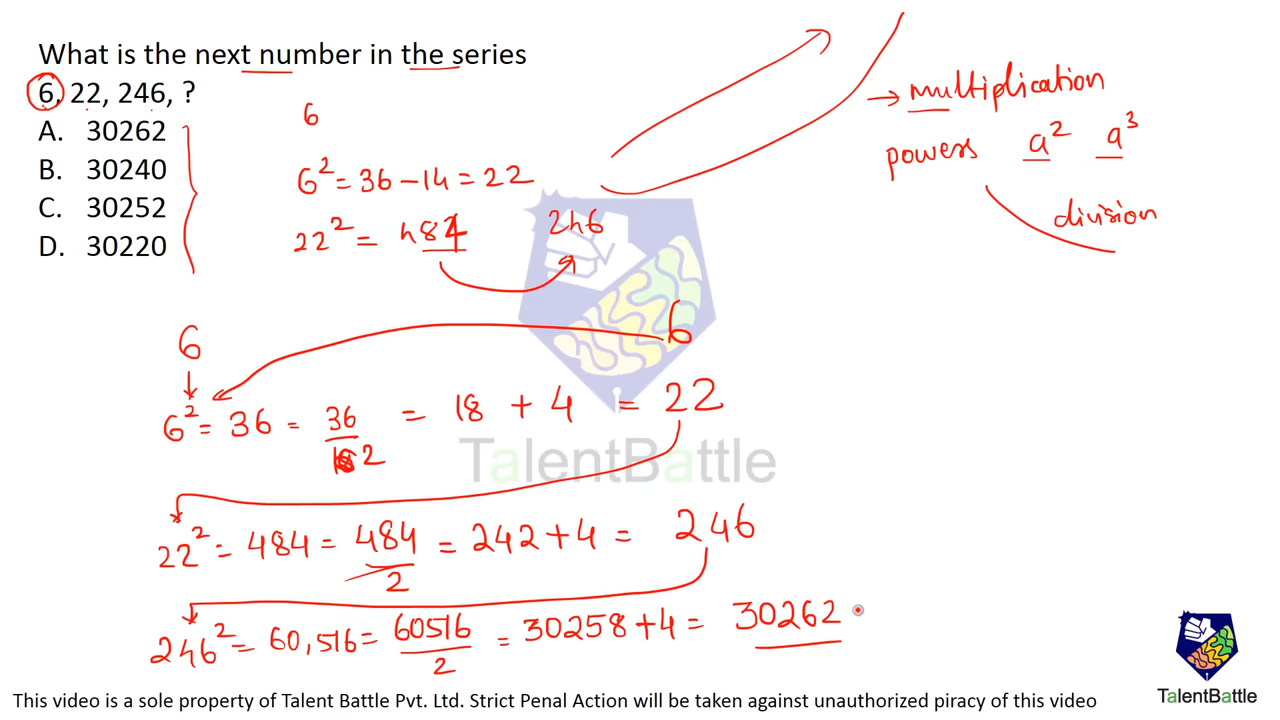 What is the next number in the series
6, 22, 246, ?
A. 30262
B. 30240
C. 30252
D. 30220
6
6² = 36 - 14 = 22
22² = 484
246
→ multiplication
powers a² a³
division
6
6
6² = 36 = 36/2 = 18 + 4 = 22
22² = 484 = 484/2 = 242 + 4 = 246
246² = 60,516 = 60516/2 = 30258 + 4 = 30262
TalentBattle
TalentBattle
This video is a sole property of Talent Battle Pvt. Ltd. Strict Penal Action will be taken against unauthorized piracy of this video